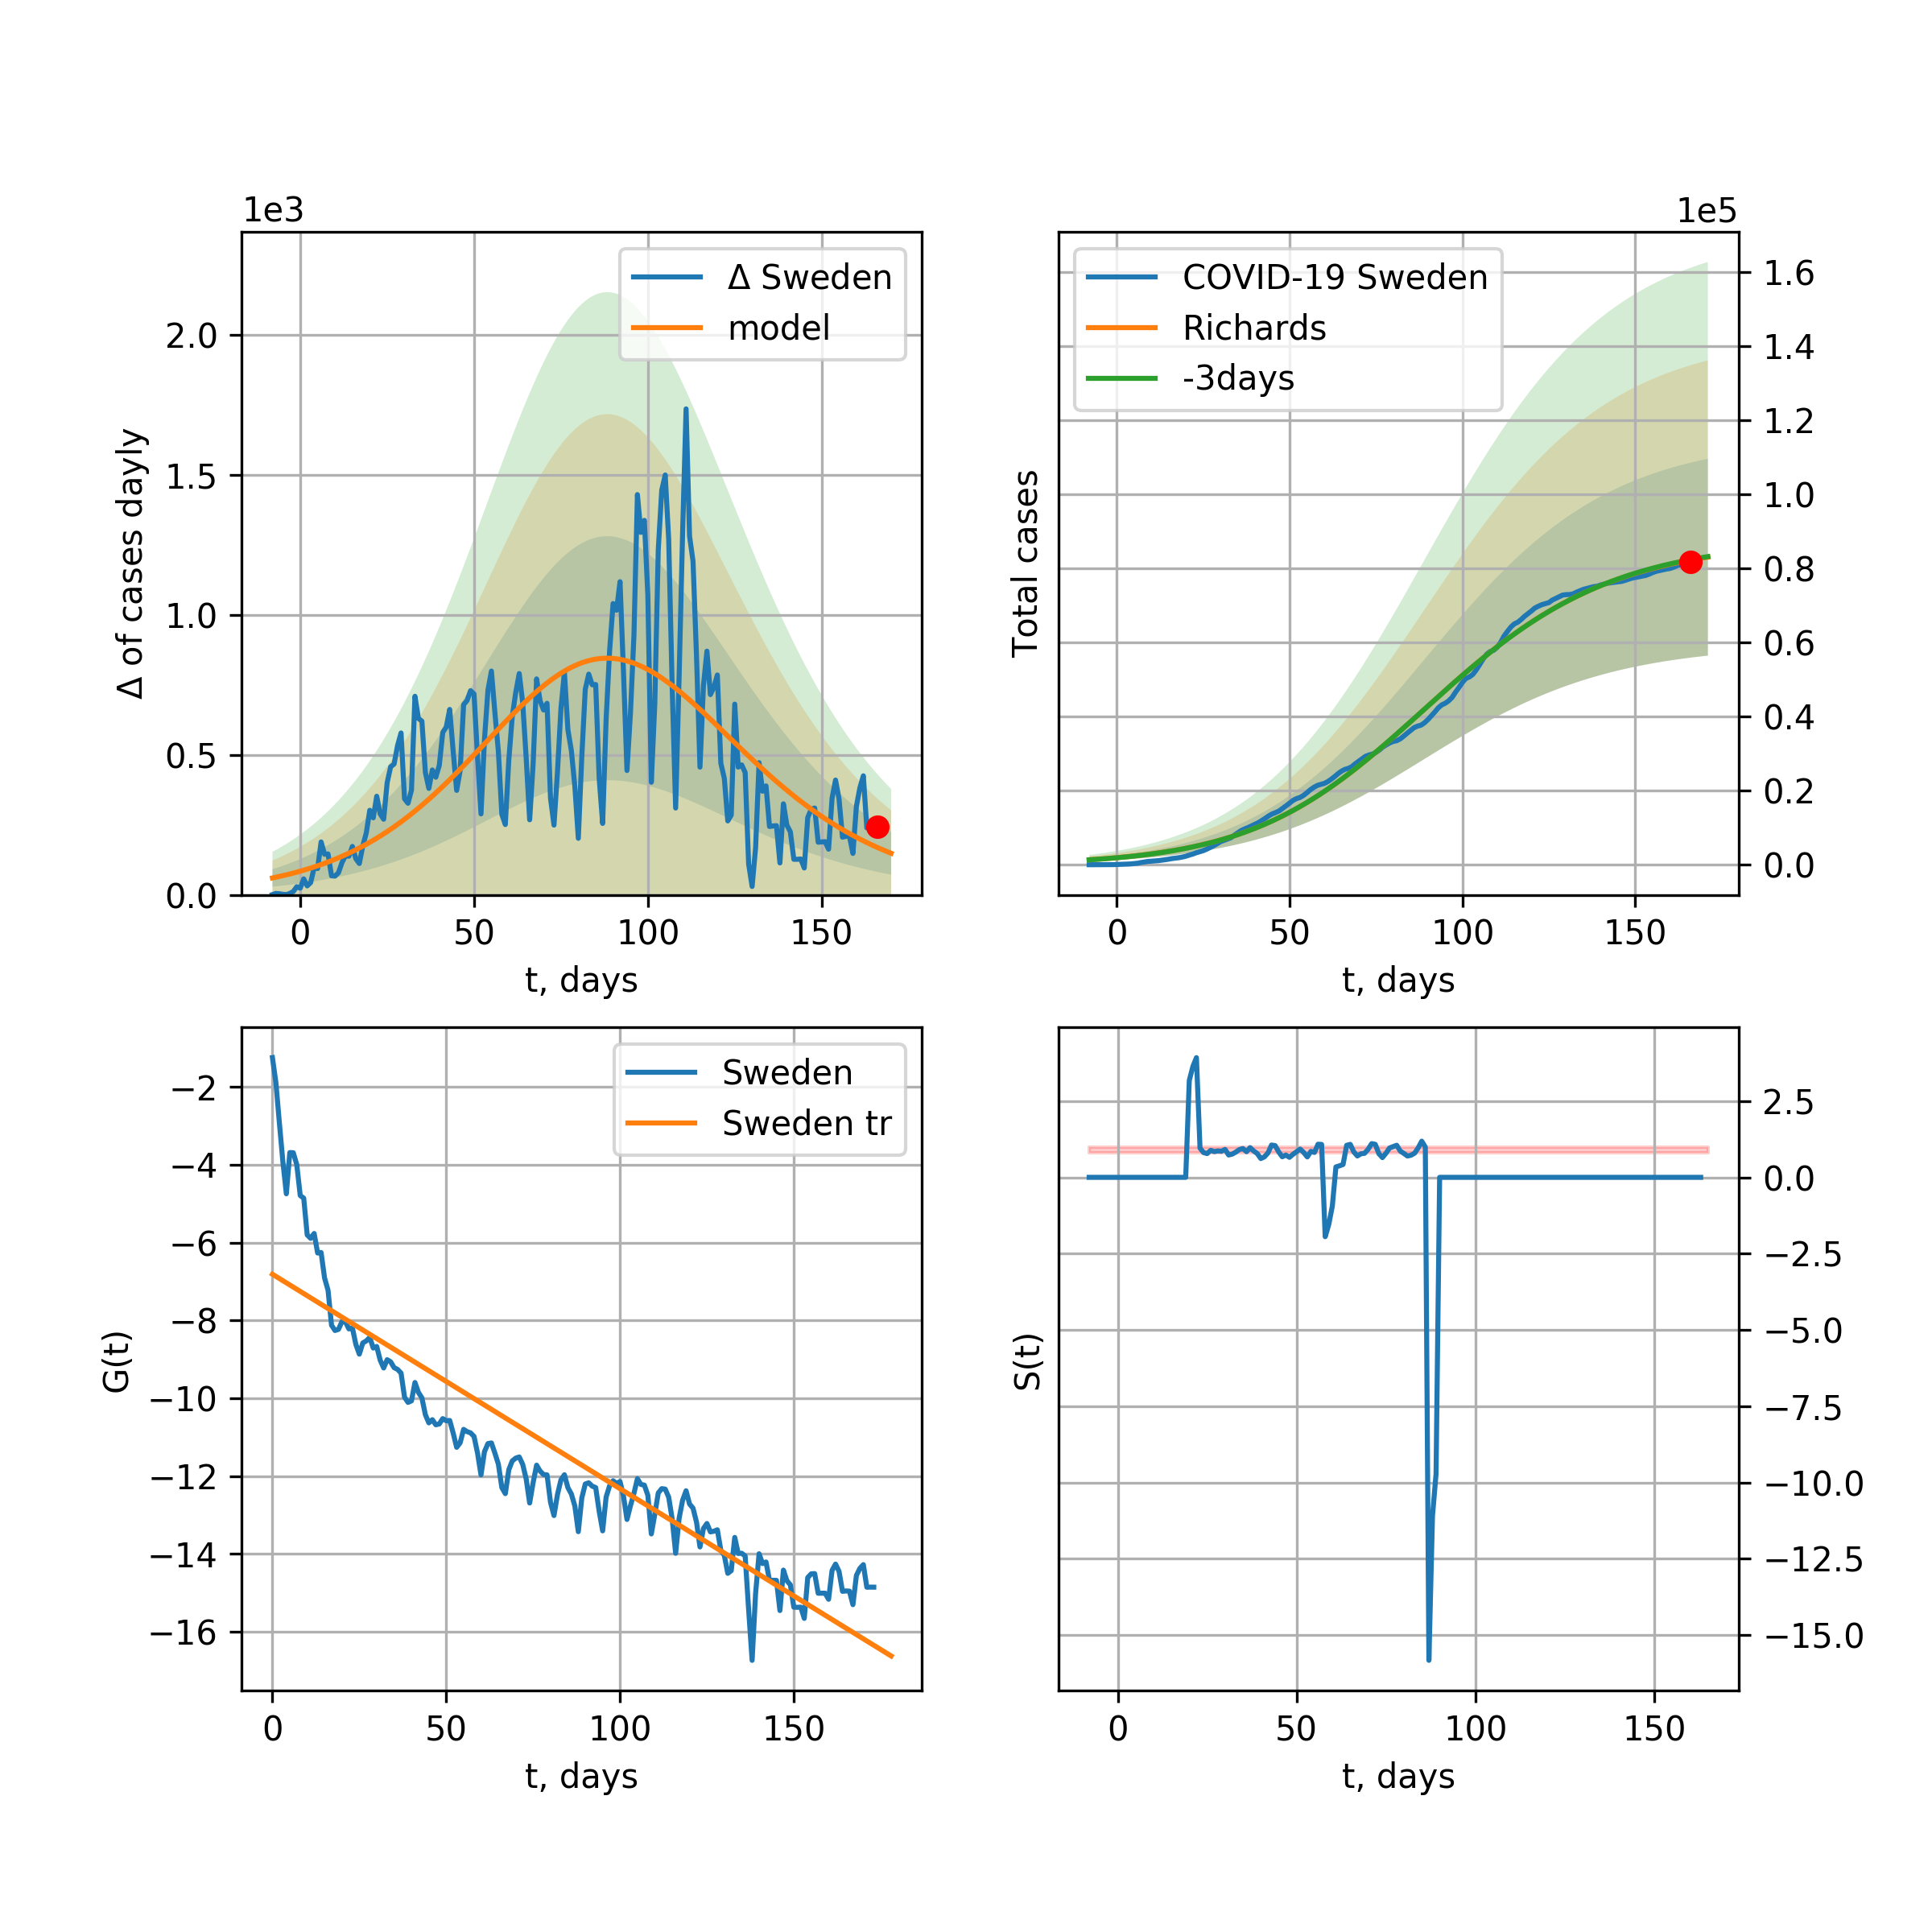 1e3
Δ Sweden
model
2.0
1.5
1.0
0.5
0.0
Δ of cases dayly
0 50 100 150
t, days
1e5
COVID-19 Sweden
Richards
-3days
Total cases
1.6
1.4
1.2
1.0
0.8
0.6
0.4
0.2
0.0
0 50 100 150
t, days
Sweden
Sweden tr
−2
−4
−6
−8
−10
−12
−14
−16
G(t)
0 50 100 150
t, days
S(t)
2.5
0.0
−2.5
−5.0
−7.5
−10.0
−12.5
−15.0
0 50 100 150
t, days